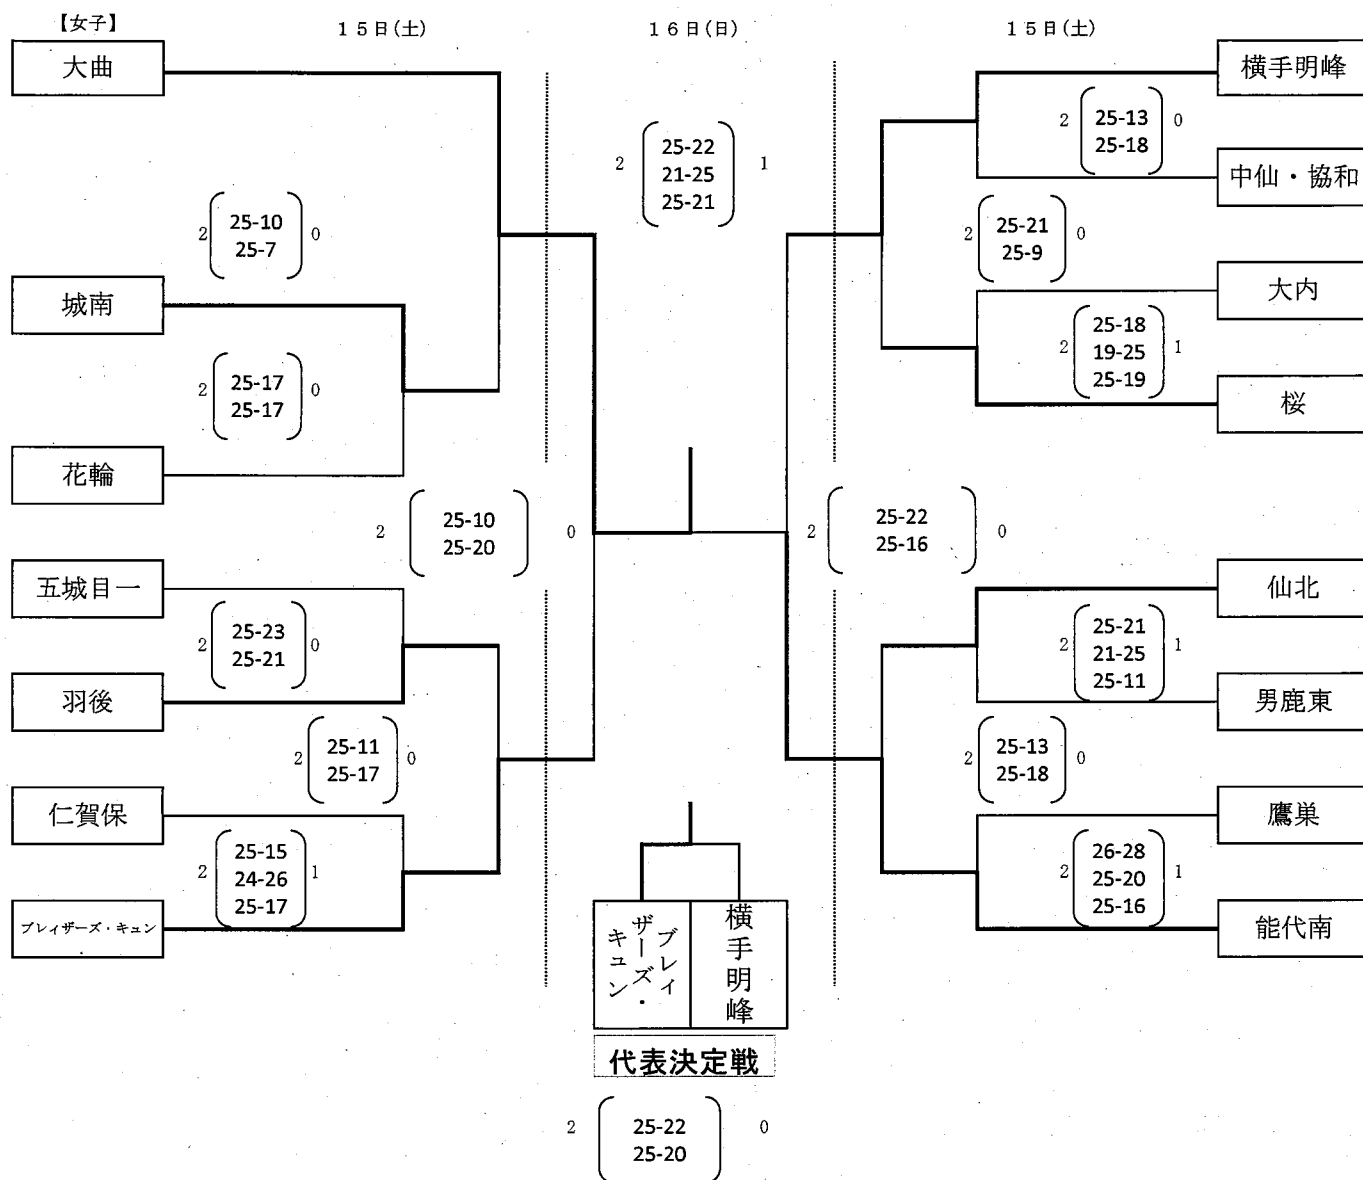 【女子】
１５日(土)
１６日(日)
１５日(土)
大曲
城南
花輪
五城目一
羽後
仁賀保
ブレイザーズ・キュン
2
25-10
25-7
0
2
25-17
25-17
0
2
25-23
25-21
0
2
25-11
25-17
0
2
25-15
24-26
25-17
1
2
25-10
25-20
0
2
25-22
21-25
25-21
1
2
25-22
25-16
0
横手明峰
中仙・協和
大内
桜
仙北
男鹿東
鷹巣
能代南
2
25-13
25-18
0
2
25-21
25-9
0
2
25-18
19-25
25-19
1
2
25-21
21-25
25-11
1
2
25-13
25-18
0
2
26-28
25-20
25-16
1
ブレイ
ザーズ・
キュン
横手明峰
代表決定戦
2
25-22
25-20
0